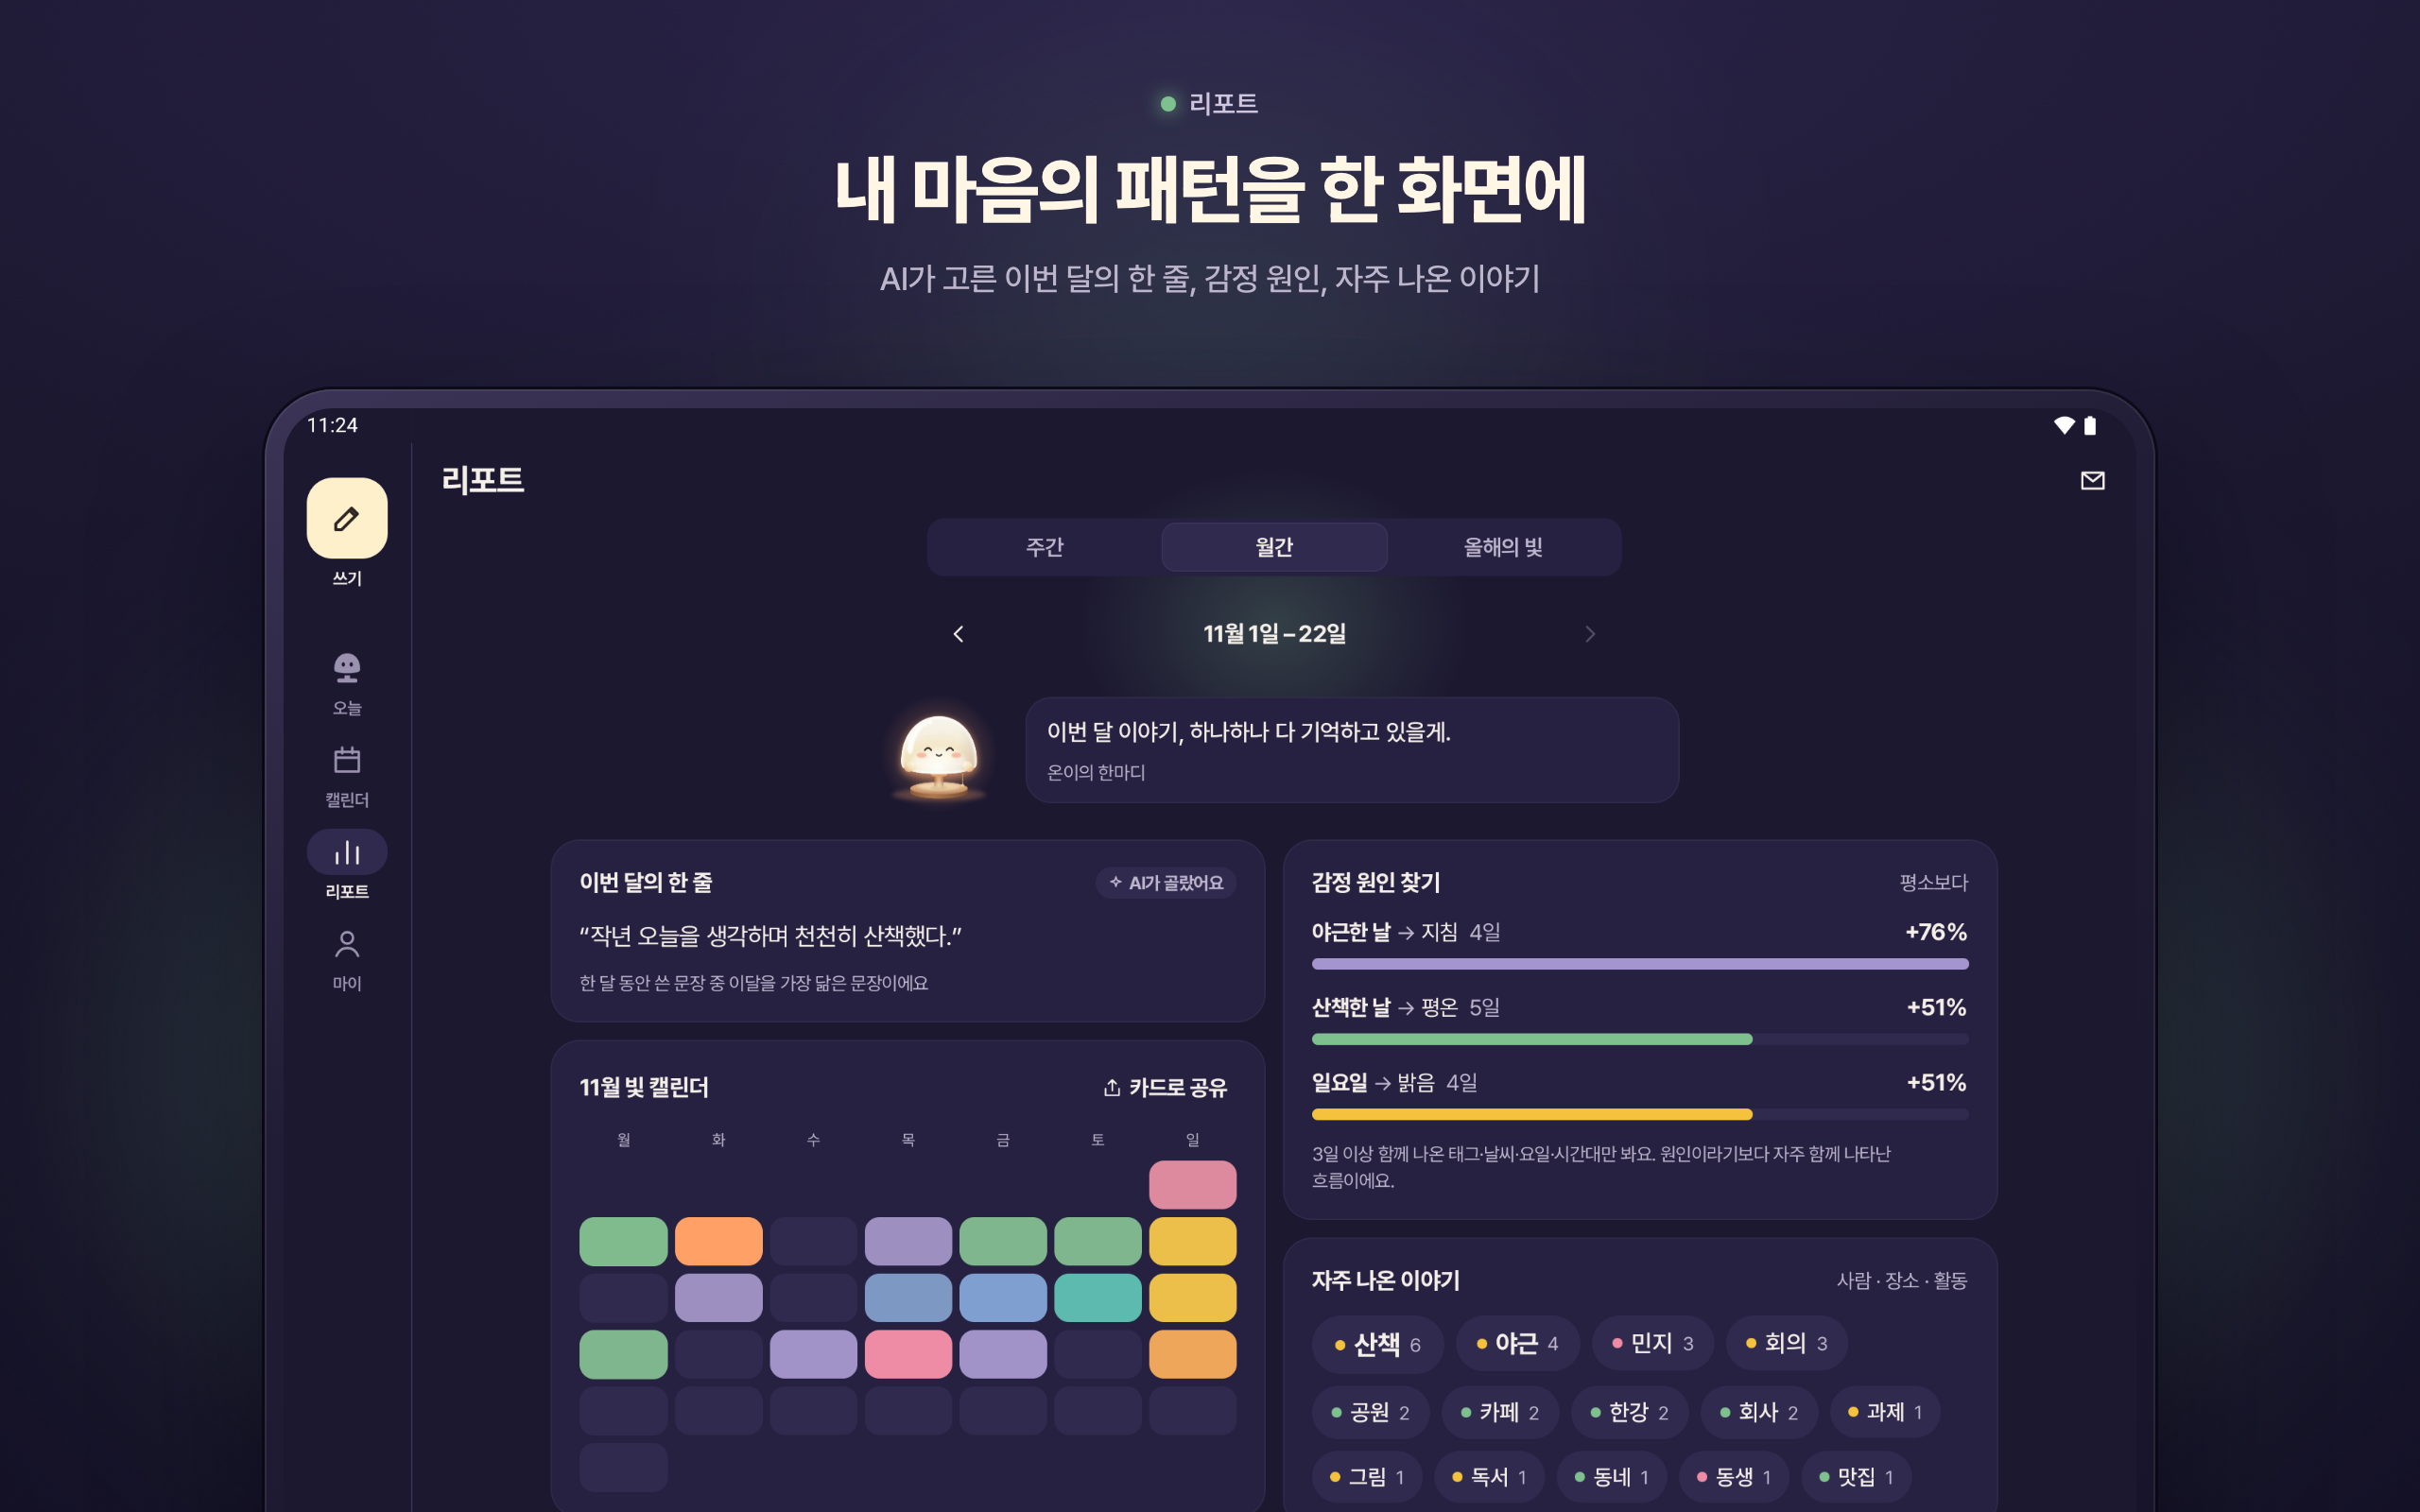 리포트
내 마음의 패턴을 한 화면에
AI가 고른 이번 달의 한 줄, 감정 원인, 자주 나온 이야기
11:24
쓰기
오늘
캘린더
리포트
마이
리포트
주간 월간 올해의 빛
11월 1일 – 22일
이번 달 이야기, 하나하나 다 기억하고 있을게.
온이의 한마디
이번 달의 한 줄 AI가 골랐어요
“작년 오늘을 생각하며 천천히 산책했다.”
한 달 동안 쓴 문장 중 이달을 가장 닮은 문장이에요
11월 빛 캘린더 카드로 공유
월 화 수 목 금 토 일
감정 원인 찾기 평소보다
야근한 날 → 지침 4일 +76%
산책한 날 → 평온 5일 +51%
일요일 → 밝음 4일 +51%
3일 이상 함께 나온 태그·날씨·요일·시간대만 봐요. 원인이라기보다 자주 함께 나타난
흐름이에요.
자주 나온 이야기 사람 · 장소 · 활동
산책 6 야근 4 민지 3 회의 3
공원 2 카페 2 한강 2 회사 2 과제 1
그림 1 독서 1 동네 1 동생 1 맛집 1